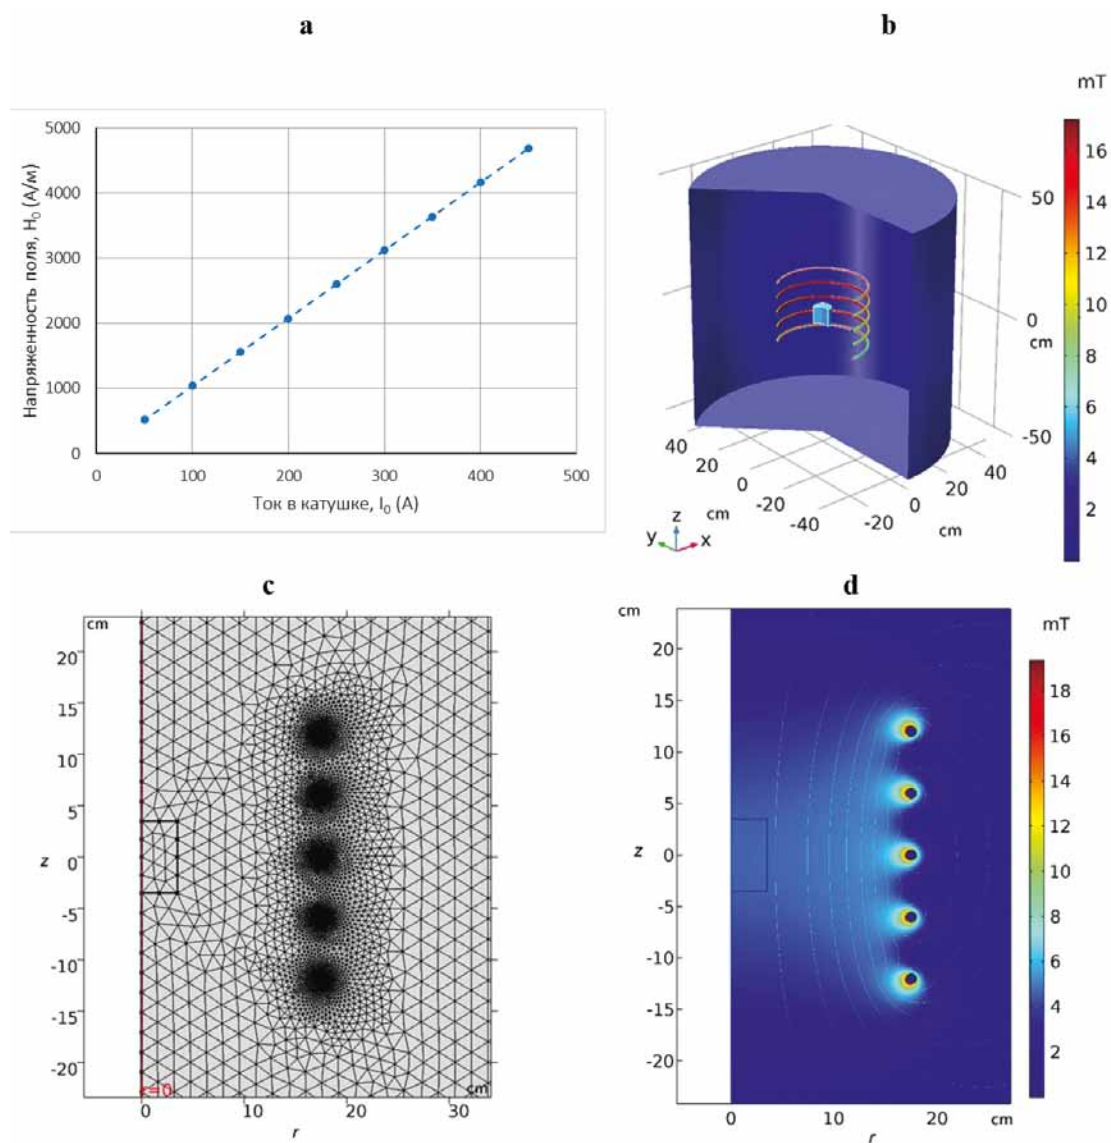 a
5000
4000
3000
2000
1000
0
0 100 200 300 400 500
Напряженность поля, H₀ (А/м)
Ток в катушке, I₀ (А)
b
mT
16
14
12
10
8
6
4
2
50
0
cm
-50
40
20
0
-20
-40
cm
40
20
0
-20
cm
z
y
x
c
cm
20
15
10
5
0
-5
-10
-15
-20
z
r=0
cm
0 10 20 30
r
d
cm
20
15
10
5
0
-5
-10
-15
-20
z
0 10 20 cm
r
mT
18
16
14
12
10
8
6
4
2